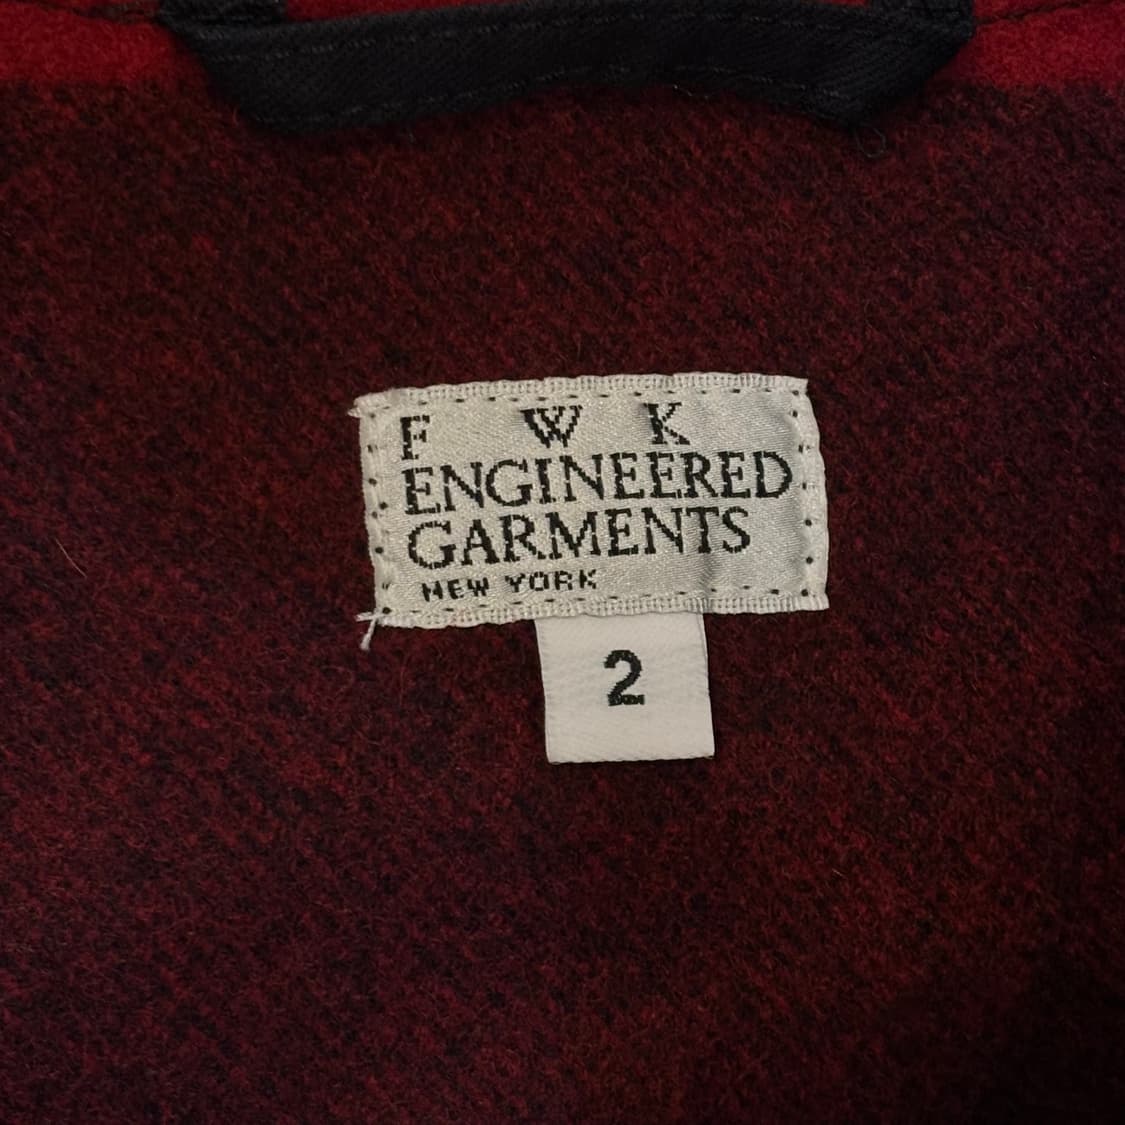 F W K
ENGINEERED
GARMENTS
NEW YORK
2